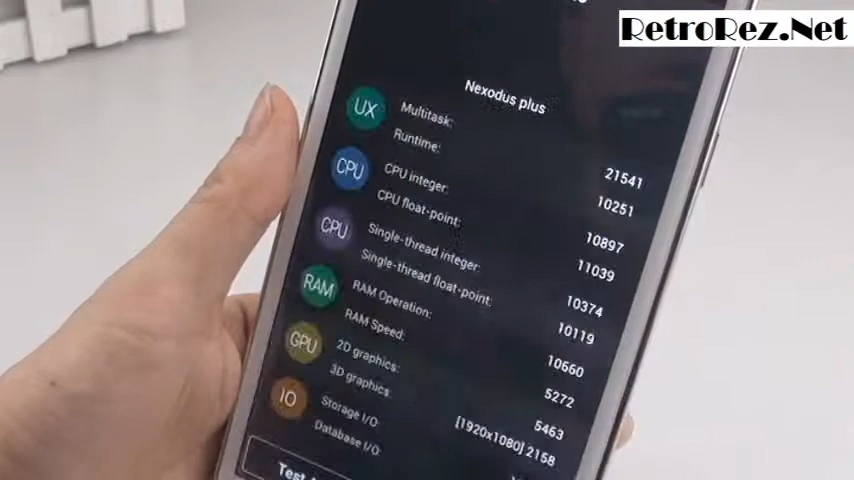 RetroRez.Net
Nexodus plus
UX Multitask: 21541
Runtime: 10251
CPU CPU integer: 10897
CPU float-point: 11039
CPU Single-thread integer: 10374
Single-thread float-point: 10119
RAM RAM Operation: 10660
RAM Speed: 5272
GPU 2D graphics: 5463
3D graphics: [1920x1080] 2158
IO Storage I/O:
Database I/O:
Test